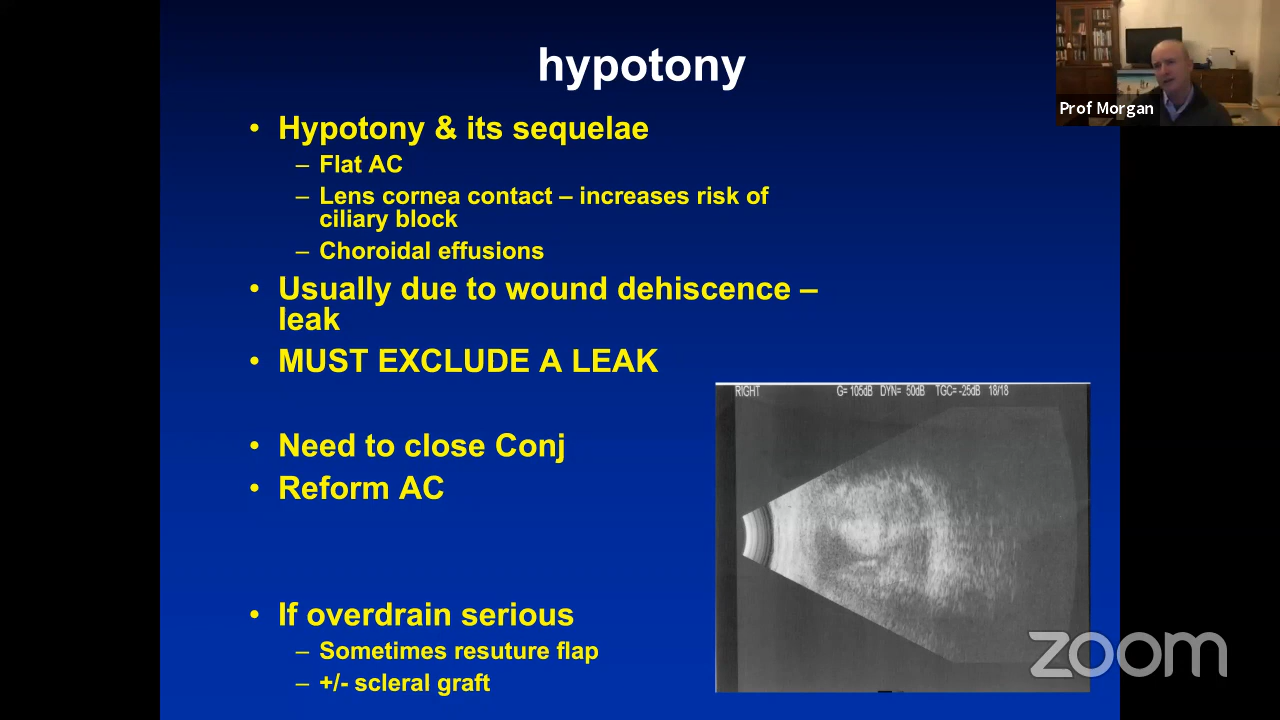 hypotony
Prof Morgan
• Hypotony & its sequelae
– Flat AC
– Lens cornea contact – increases risk of
ciliary block
– Choroidal effusions
• Usually due to wound dehiscence –
leak
• MUST EXCLUDE A LEAK
RIGHT G= 105dB DYN= 50dB TGC= -25dB 18/18
• Need to close Conj
• Reform AC
• If overdrain serious
– Sometimes resuture flap
– +/- scleral graft
zoom